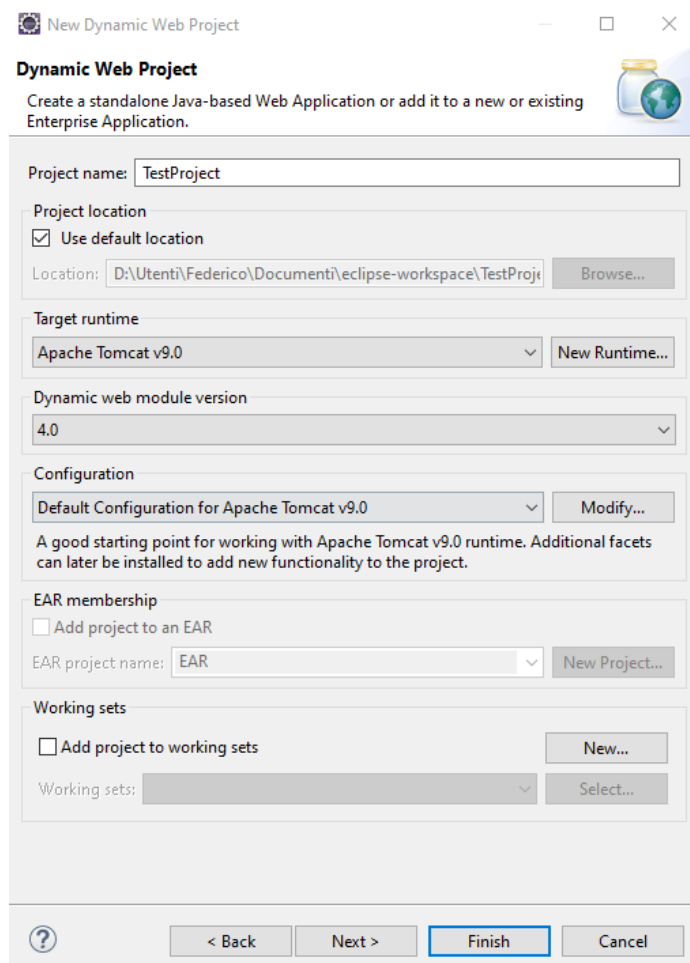 New Dynamic Web Project
Dynamic Web Project
Create a standalone Java-based Web Application or add it to a new or existing
Enterprise Application.
Project name: TestProject
Project location
Use default location
Location: D:\Utenti\Federico\Documenti\eclipse-workspace\TestProje Browse...
Target runtime
Apache Tomcat v9.0 New Runtime...
Dynamic web module version
4.0
Configuration
Default Configuration for Apache Tomcat v9.0 Modify...
A good starting point for working with Apache Tomcat v9.0 runtime. Additional facets
can later be installed to add new functionality to the project.
EAR membership
Add project to an EAR
EAR project name: EAR New Project...
Working sets
Add project to working sets New...
Working sets: Select...
? < Back Next > Finish Cancel